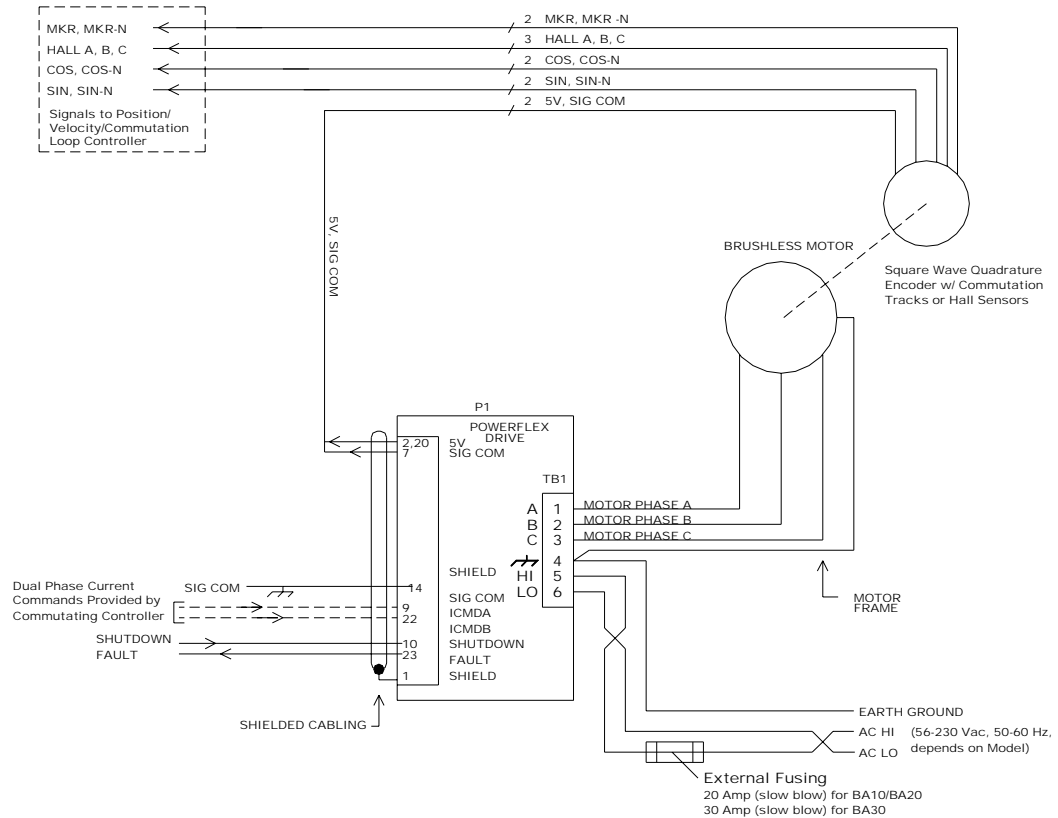 2 MKR, MKR -N
MKR, MKR-N
3 HALL A, B, C
HALL A, B, C
2 COS, COS-N
COS, COS-N
2 SIN, SIN-N
SIN, SIN-N
2 5V, SIG COM
Signals to Position/
Velocity/Commutation
Loop Controller
5V, SIG COM
BRUSHLESS MOTOR
Square Wave Quadrature
Encoder w/ Commutation
Tracks or Hall Sensors
P1
POWERFLEX
DRIVE
2,20 5V
7 SIG COM
TB1
A 1 MOTOR PHASE A
B 2 MOTOR PHASE B
C 3 MOTOR PHASE C
4
HI 5
LO 6
SHIELD
SIG COM 14
SIG COM
Dual Phase Current
Commands Provided by
Commutating Controller
9 ICMDA
22 ICMDB
SHUTDOWN 10 SHUTDOWN
FAULT 23 FAULT
1 SHIELD
MOTOR
FRAME
SHIELDED CABLING
EARTH GROUND
AC HI (56-230 Vac, 50-60 Hz,
AC LO depends on Model)
External Fusing
20 Amp (slow blow) for BA10/BA20
30 Amp (slow blow) for BA30